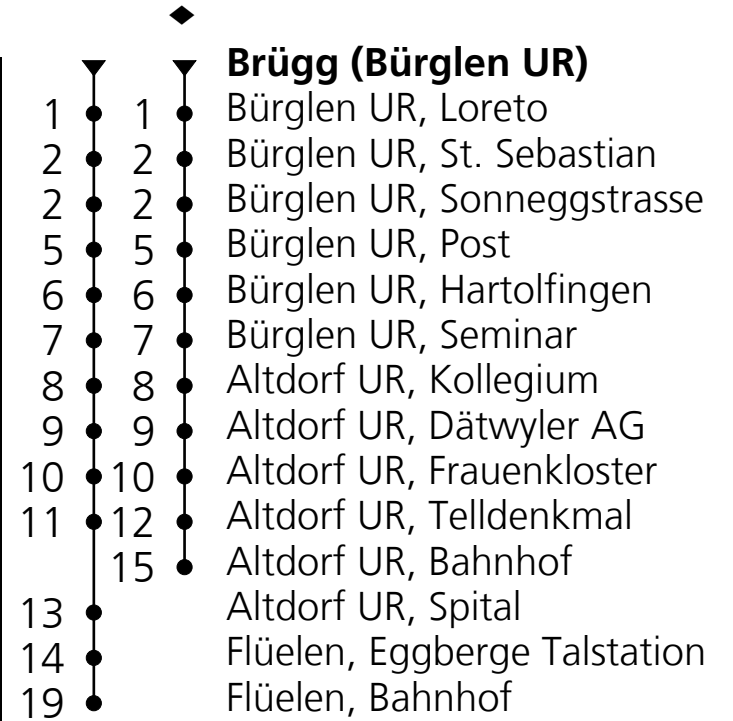 Brügg (Bürglen UR)
1 1 Bürglen UR, Loreto
2 2 Bürglen UR, St. Sebastian
2 2 Bürglen UR, Sonneggstrasse
5 5 Bürglen UR, Post
6 6 Bürglen UR, Hartolfingen
7 7 Bürglen UR, Seminar
8 8 Altdorf UR, Kollegium
9 9 Altdorf UR, Dätwyler AG
10 10 Altdorf UR, Frauenkloster
11 12 Altdorf UR, Telldenkmal
15 Altdorf UR, Bahnhof
13 Altdorf UR, Spital
14 Flüelen, Eggberge Talstation
19 Flüelen, Bahnhof